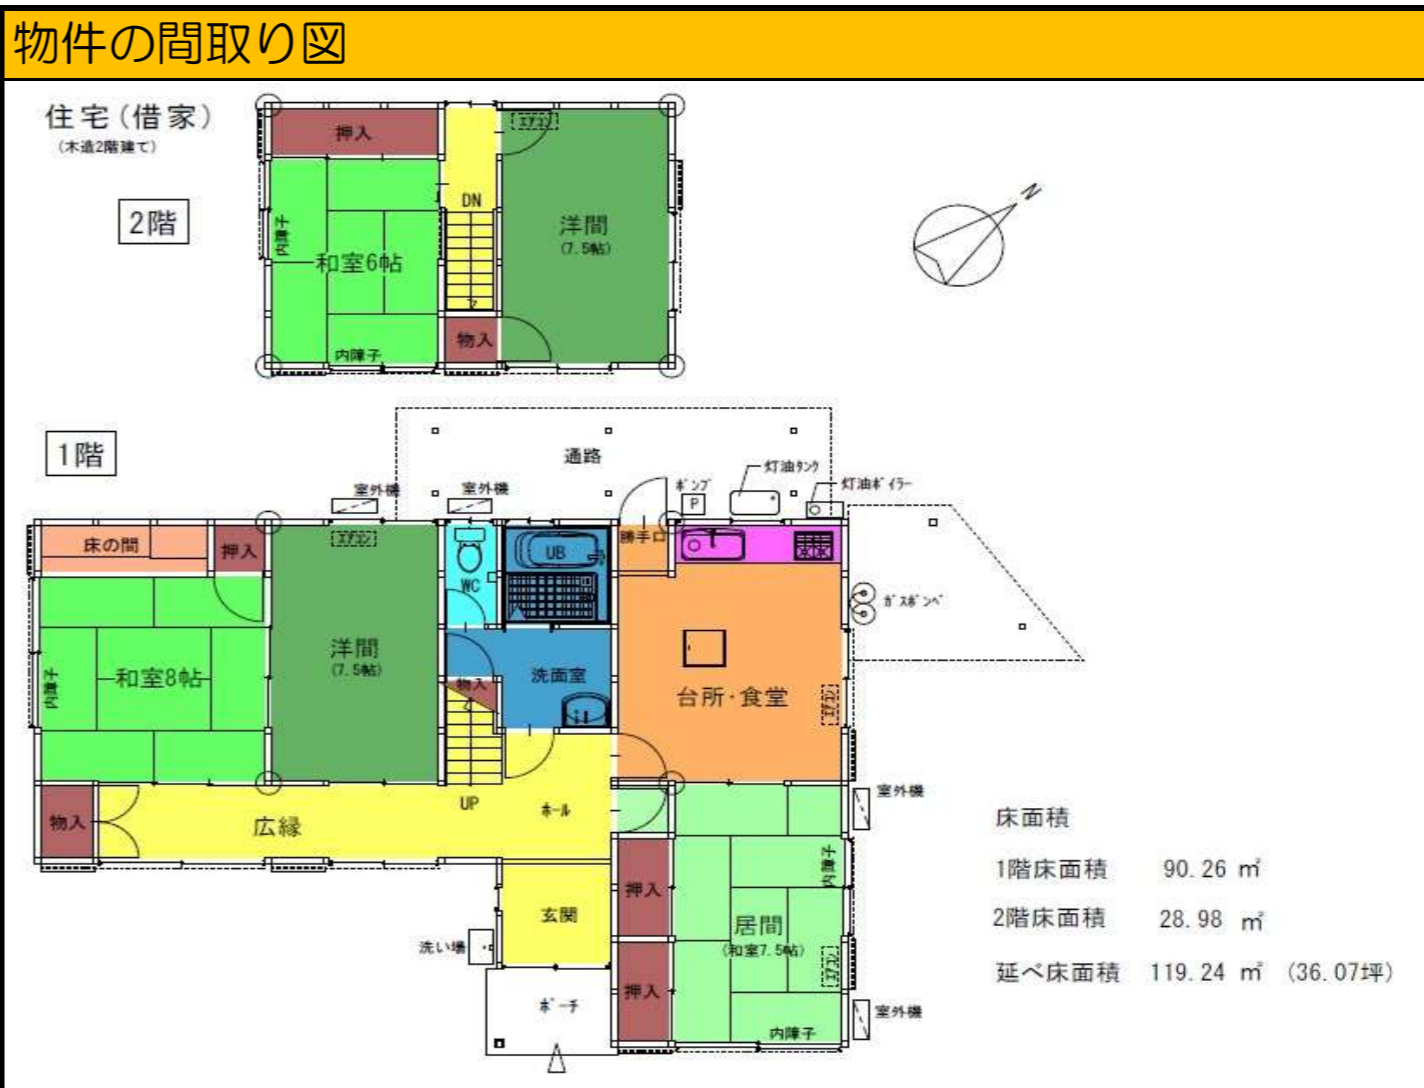 物件の間取り図
住宅(借家)
(木造2階建て)
2階
押入
エアコン
DN
洋間
(7.5帖)
内障子
和室6帖
物入
内障子
N
1階
通路
室外機
室外機
ポンプ
P
灯油タンク
灯油ボイラー
床の間
押入
エアコン
WC
UB
勝手口
ガスボンベ
内障子
和室8帖
洋間
(7.5帖)
物入
洗面室
台所・食堂
エアコン
物入
広縁
UP
ホール
室外機
内障子
押入
玄関
居間
(和室7.5帖)
エアコン
洗い場
押入
ポーチ
内障子
室外機
床面積
1階床面積 90.26 ㎡
2階床面積 28.98 ㎡
延べ床面積 119.24 ㎡ (36.07坪)